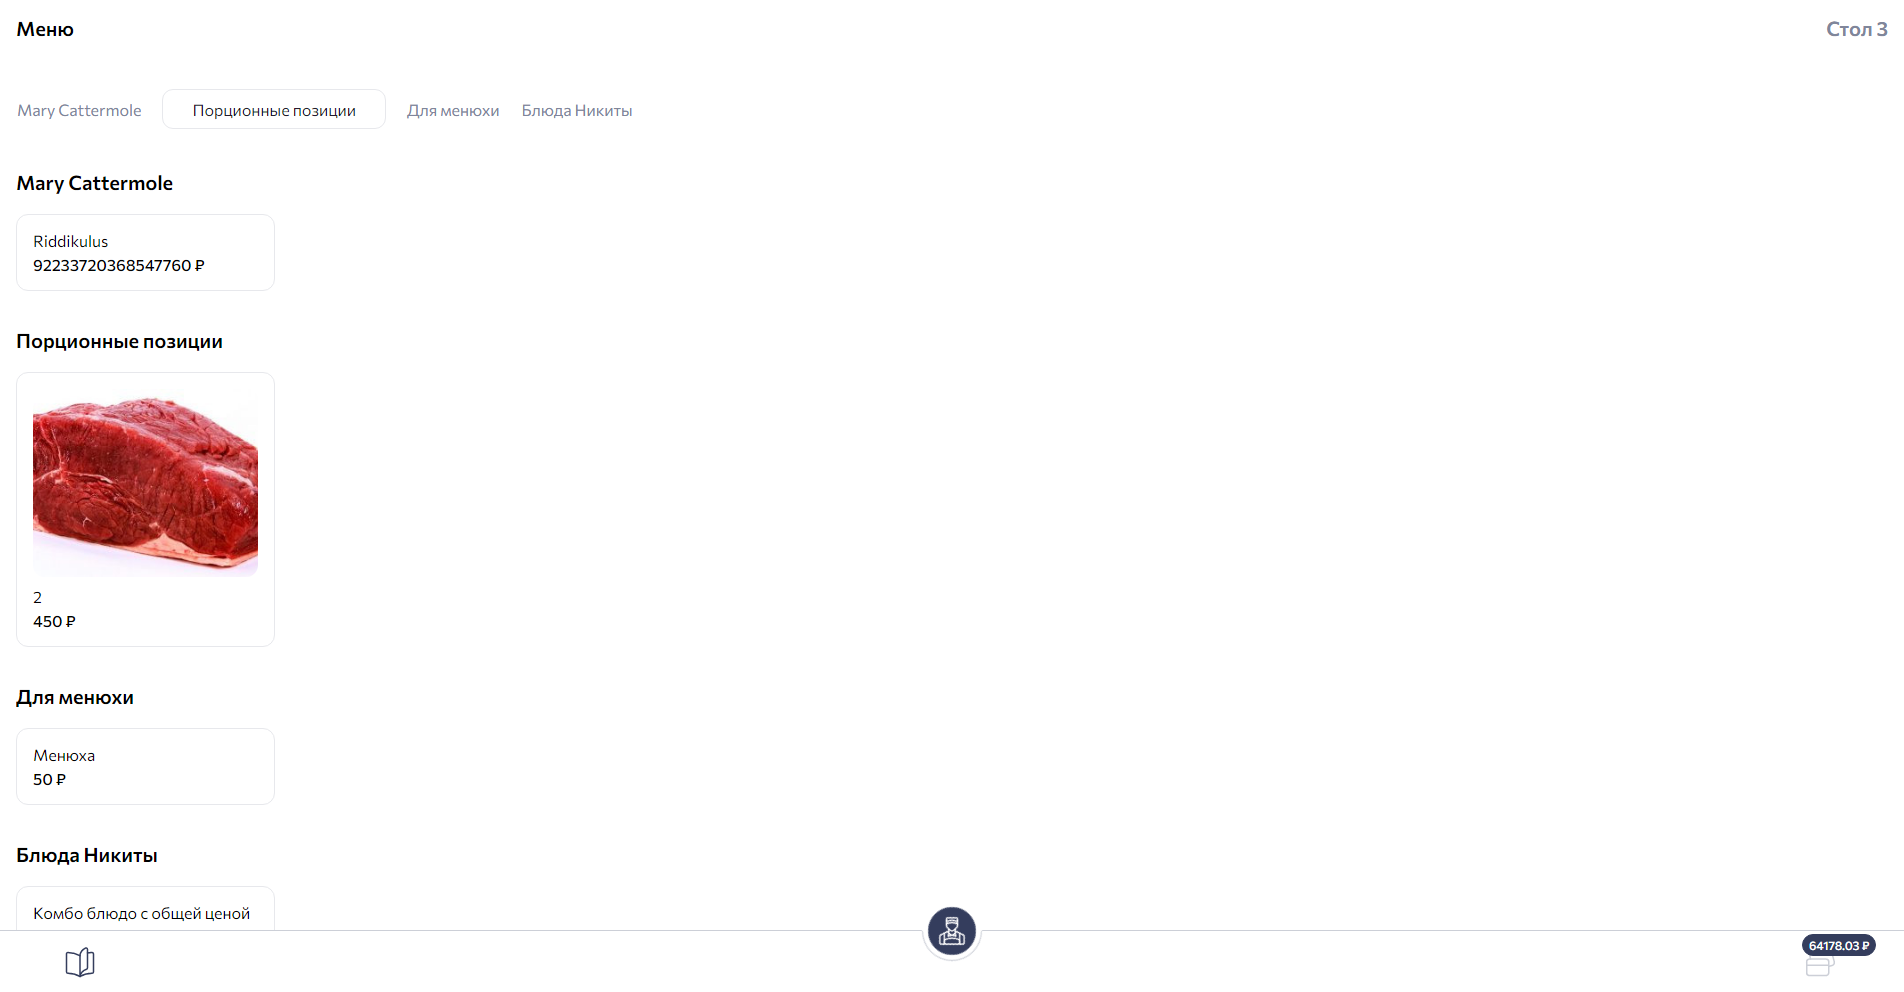 Меню
Стол 3
Mary Cattermole
Порционные позиции
Для менюхи
Блюда Никиты
Mary Cattermole
Riddikulus
92233720368547760 ₽
Порционные позиции
2
450 ₽
Для менюхи
Менюха
50 ₽
Блюда Никиты
Комбо блюдо с общей ценой
64178.03 ₽